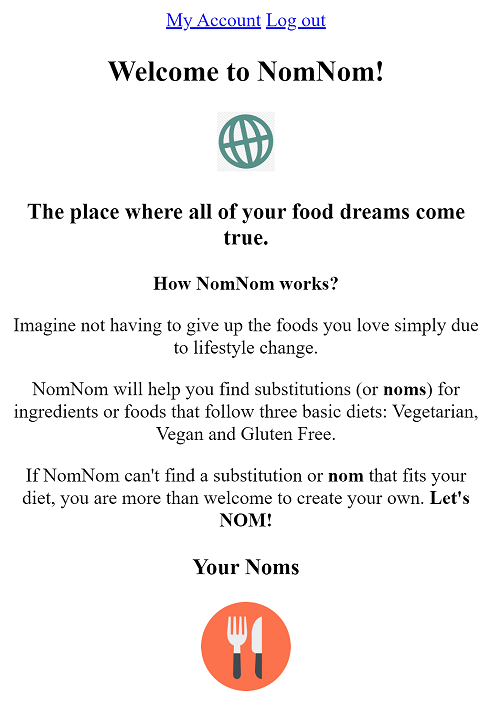 My Account Log out
Welcome to NomNom!
The place where all of your food dreams come
true.
How NomNom works?
Imagine not having to give up the foods you love simply due
to lifestyle change.
NomNom will help you find substitutions (or noms) for
ingredients or foods that follow three basic diets: Vegetarian,
Vegan and Gluten Free.
If NomNom can't find a substitution or nom that fits your
diet, you are more than welcome to create your own. Let's
NOM!
Your Noms